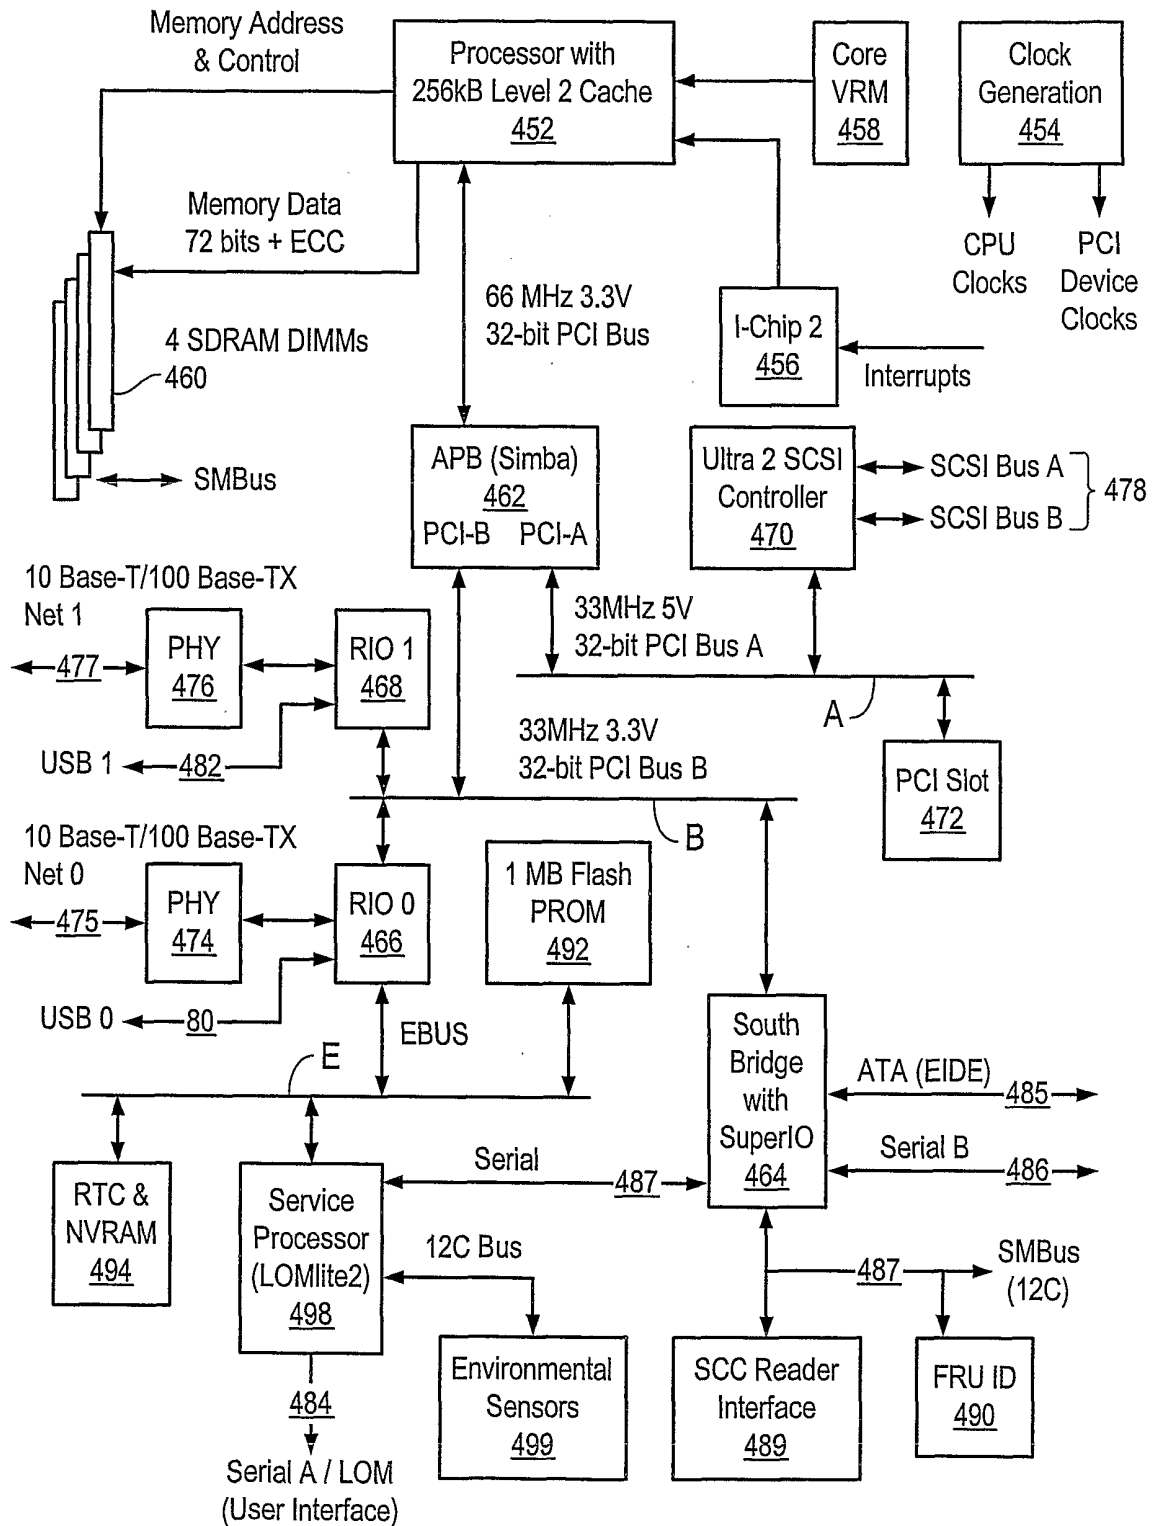 Memory Address
& Control
Processor with
256kB Level 2 Cache
452
Core
VRM
458
Clock
Generation
454
Memory Data
72 bits + ECC
CPU
Clocks
PCI
Device
Clocks
66 MHz 3.3V
32-bit PCI Bus
I-Chip 2
456
Interrupts
4 SDRAM DIMMs
460
SMBus
APB (Simba)
462
PCI-B PCI-A
Ultra 2 SCSI
Controller
470
SCSI Bus A
SCSI Bus B
478
10 Base-T/100 Base-TX
Net 1
477
PHY
476
RIO 1
468
USB 1
482
33MHz 5V
32-bit PCI Bus A
A
33MHz 3.3V
32-bit PCI Bus B
B
PCI Slot
472
10 Base-T/100 Base-TX
Net 0
475
PHY
474
RIO 0
466
USB 0
80
1 MB Flash
PROM
492
EBUS
E
South
Bridge
with
SuperIO
464
ATA (EIDE)
485
Serial B
486
Serial
487
RTC &
NVRAM
494
Service
Processor
(LOMlite2)
498
12C Bus
487
SMBus
(12C)
Environmental
Sensors
499
SCC Reader
Interface
489
FRU ID
490
484
Serial A / LOM
(User Interface)